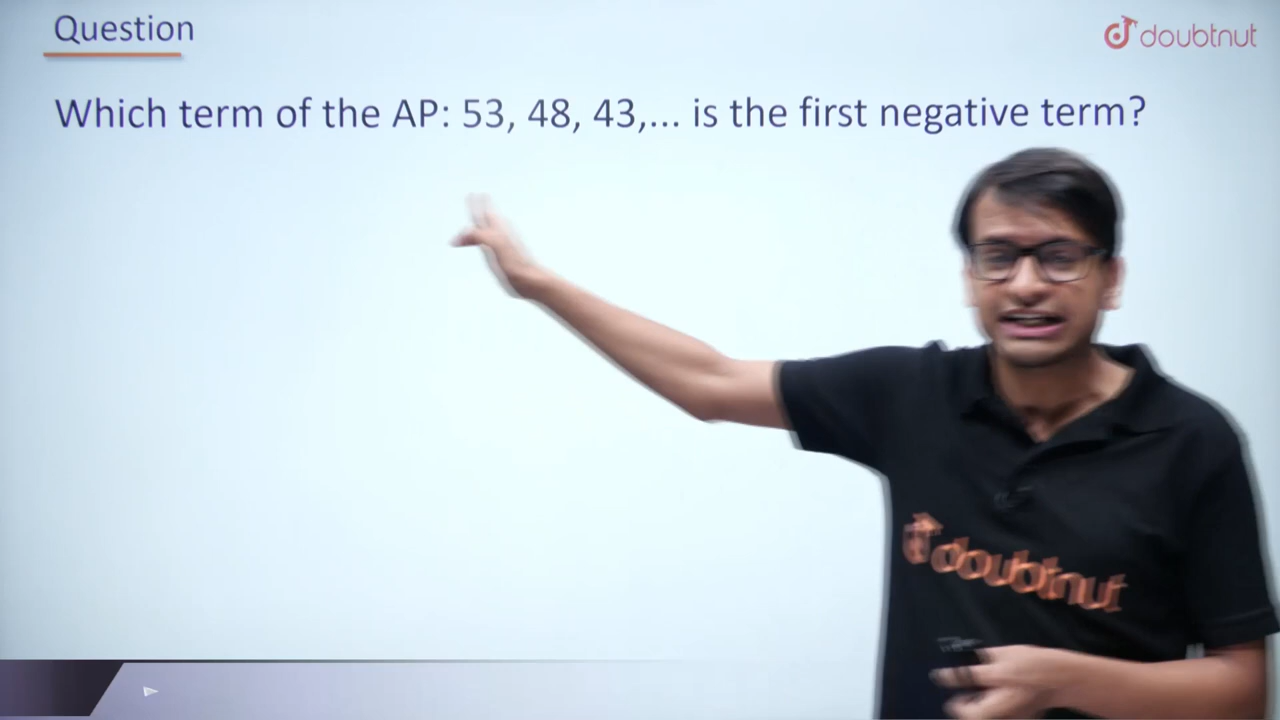 Question
doubtnut
Which term of the AP: 53, 48, 43,... is the first negative term?
doubtnut